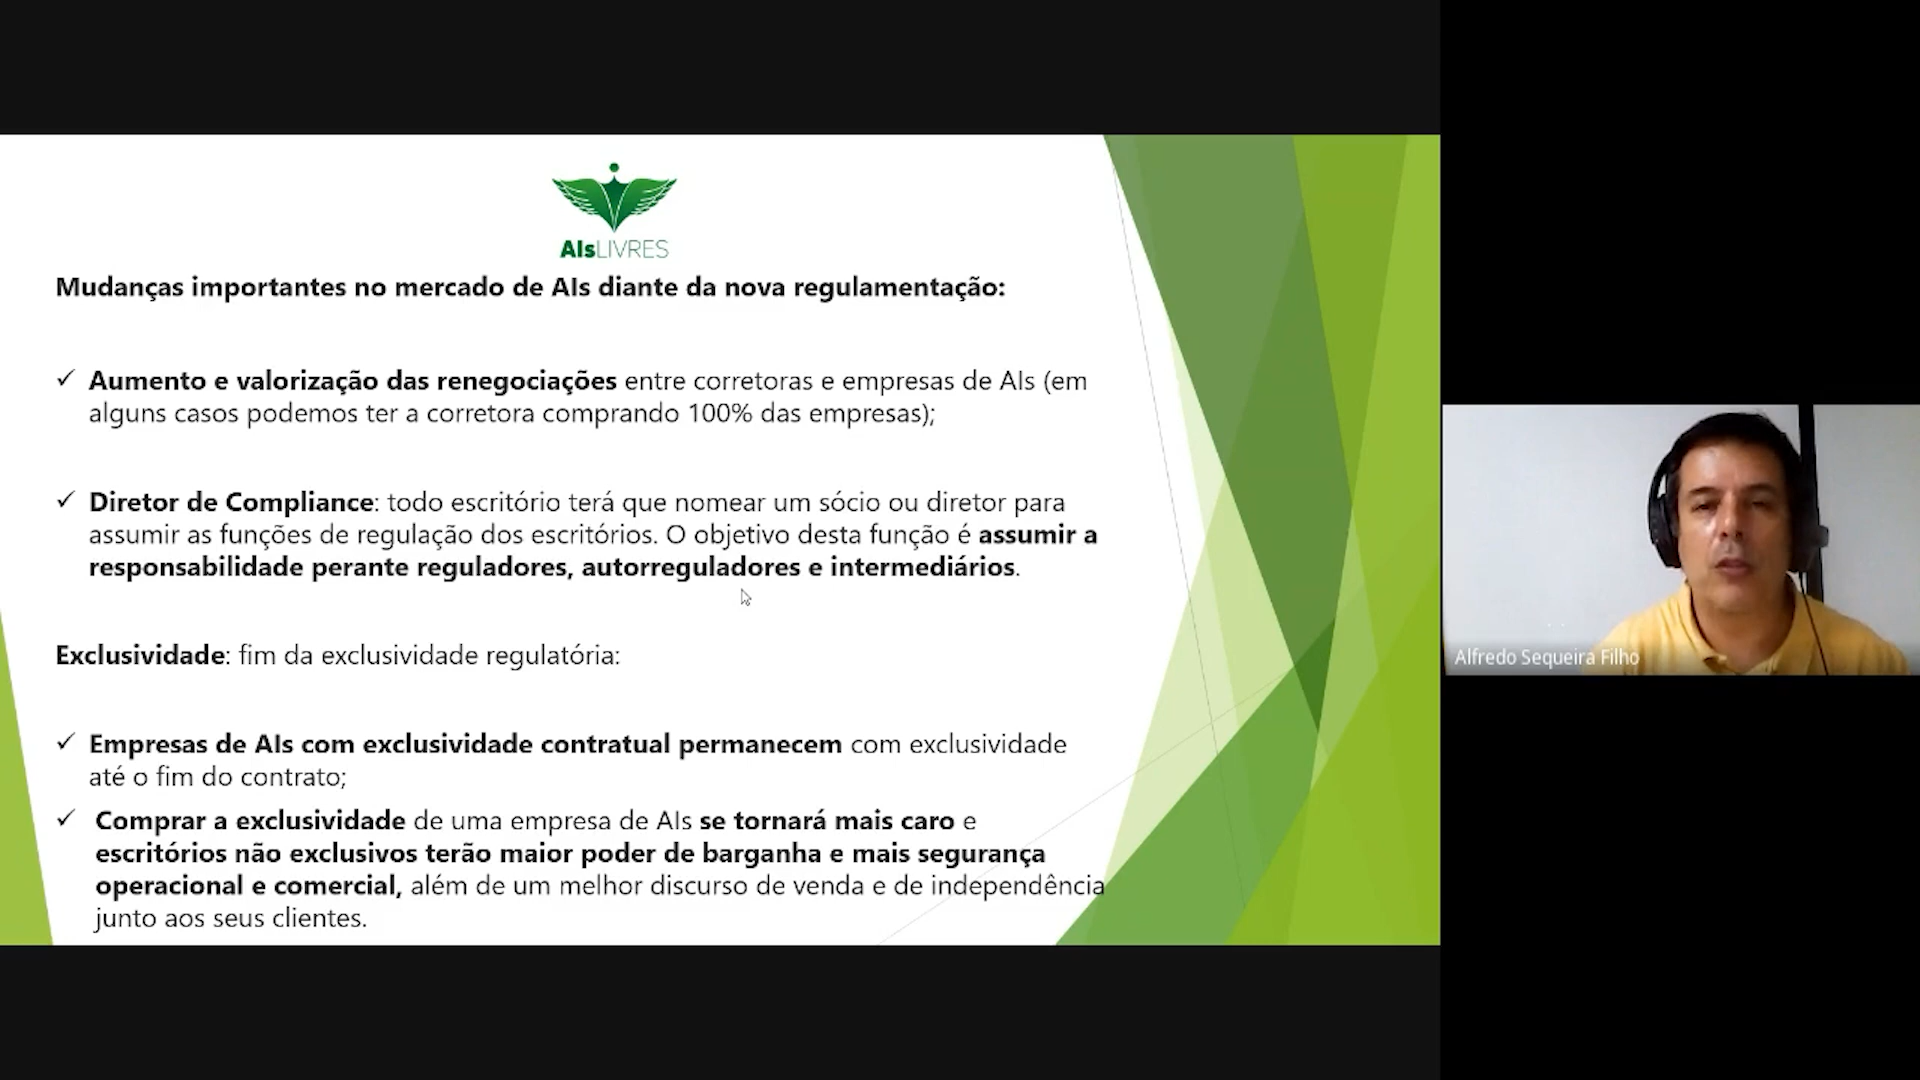 AIsLIVRES
Mudanças importantes no mercado de AIs diante da nova regulamentação:
✓ Aumento e valorização das renegociações entre corretoras e empresas de AIs (em
alguns casos podemos ter a corretora comprando 100% das empresas);
✓ Diretor de Compliance: todo escritório terá que nomear um sócio ou diretor para
assumir as funções de regulação dos escritórios. O objetivo desta função é assumir a
responsabilidade perante reguladores, autorreguladores e intermediários.
Exclusividade: fim da exclusividade regulatória:
✓ Empresas de AIs com exclusividade contratual permanecem com exclusividade
até o fim do contrato;
✓ Comprar a exclusividade de uma empresa de AIs se tornará mais caro e
escritórios não exclusivos terão maior poder de barganha e mais segurança
operacional e comercial, além de um melhor discurso de venda e de independência
junto aos seus clientes.
Alfredo Sequeira Filho